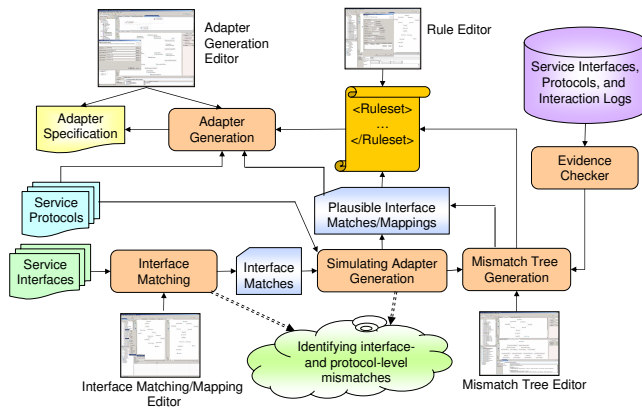 Adapter
Generation
Editor
Rule Editor
Service Interfaces,
Protocols, and
Interaction Logs
<Ruleset>
…
</Ruleset>
Adapter
Specification
Adapter
Generation
Evidence
Checker
Service
Protocols
Plausible Interface
Matches/Mappings
Service
Interfaces
Interface
Matching
Interface
Matches
Simulating Adapter
Generation
Mismatch Tree
Generation
Identifying interface-
and protocol-level
mismatches
Interface Matching/Mapping
Editor
Mismatch Tree Editor